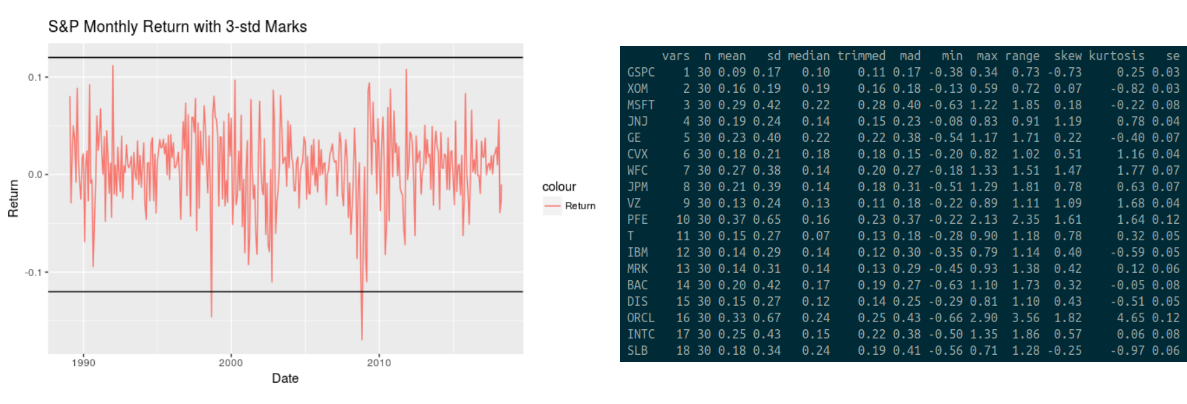 S&P Monthly Return with 3-std Marks
0.1
0.0
-0.1
Return
1990 2000 2010
Date
colour
Return
vars n mean sd median trimmed mad min max range skew kurtosis se
GSPC 1 30 0.09 0.17 0.10 0.11 0.17 -0.38 0.34 0.73 -0.73 0.25 0.03
XOM 2 30 0.16 0.19 0.19 0.16 0.18 -0.13 0.59 0.72 0.07 -0.82 0.03
MSFT 3 30 0.29 0.42 0.22 0.28 0.40 -0.63 1.22 1.85 0.18 -0.22 0.08
JNJ 4 30 0.19 0.24 0.14 0.15 0.23 -0.08 0.83 0.91 1.19 0.78 0.04
GE 5 30 0.23 0.40 0.22 0.22 0.38 -0.54 1.17 1.71 0.22 -0.40 0.07
CVX 6 30 0.18 0.21 0.18 0.18 0.15 -0.20 0.82 1.02 0.51 1.16 0.04
WFC 7 30 0.27 0.38 0.14 0.20 0.27 -0.18 1.33 1.51 1.47 1.77 0.07
JPM 8 30 0.21 0.39 0.14 0.18 0.31 -0.51 1.29 1.81 0.78 0.63 0.07
VZ 9 30 0.13 0.24 0.13 0.11 0.18 -0.22 0.89 1.11 1.09 1.68 0.04
PFE 10 30 0.37 0.65 0.16 0.23 0.37 -0.22 2.13 2.35 1.61 1.64 0.12
T 11 30 0.15 0.27 0.07 0.13 0.18 -0.28 0.90 1.18 0.78 0.32 0.05
IBM 12 30 0.14 0.29 0.14 0.12 0.30 -0.35 0.79 1.14 0.40 -0.59 0.05
MRK 13 30 0.14 0.31 0.14 0.13 0.29 -0.45 0.93 1.38 0.42 0.12 0.06
BAC 14 30 0.20 0.42 0.17 0.19 0.27 -0.63 1.10 1.73 0.32 -0.05 0.08
DIS 15 30 0.15 0.27 0.12 0.14 0.25 -0.29 0.81 1.10 0.43 -0.51 0.05
ORCL 16 30 0.33 0.67 0.24 0.25 0.43 -0.66 2.90 3.56 1.82 4.65 0.12
INTC 17 30 0.25 0.43 0.15 0.22 0.38 -0.50 1.35 1.86 0.57 0.06 0.08
SLB 18 30 0.18 0.34 0.24 0.19 0.41 -0.56 0.71 1.28 -0.25 -0.97 0.06